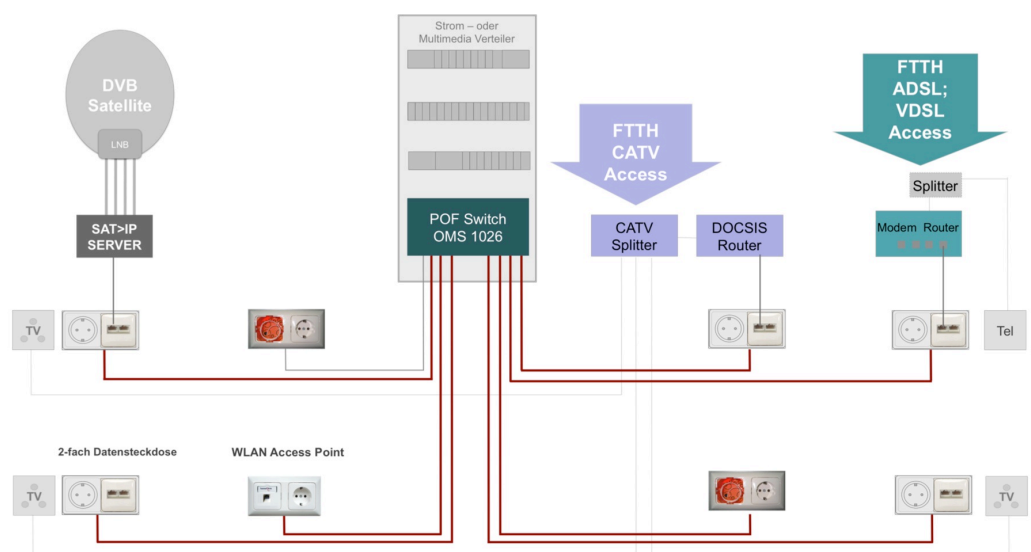 Strom – oder
Multimedia Verteiler
DVB
Satellite
LNB
SAT>IP
SERVER
POF Switch
OMS 1026
FTTH
CATV
Access
CATV
Splitter
DOCSIS
Router
FTTH
ADSL;
VDSL
Access
Splitter
Modem Router
TV
Tel
2-fach Datensteckdose
WLAN Access Point
TV
TV